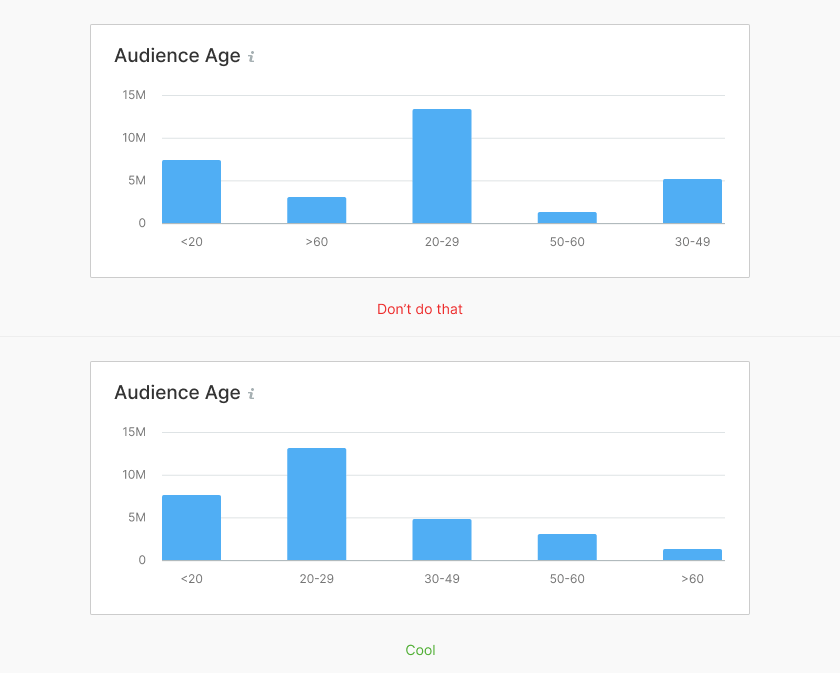 Audience Age i
15M
10M
5M
0
<20 >60 20-29 50-60 30-49
Don't do that
Audience Age i
15M
10M
5M
0
<20 20-29 30-49 50-60 >60
Cool